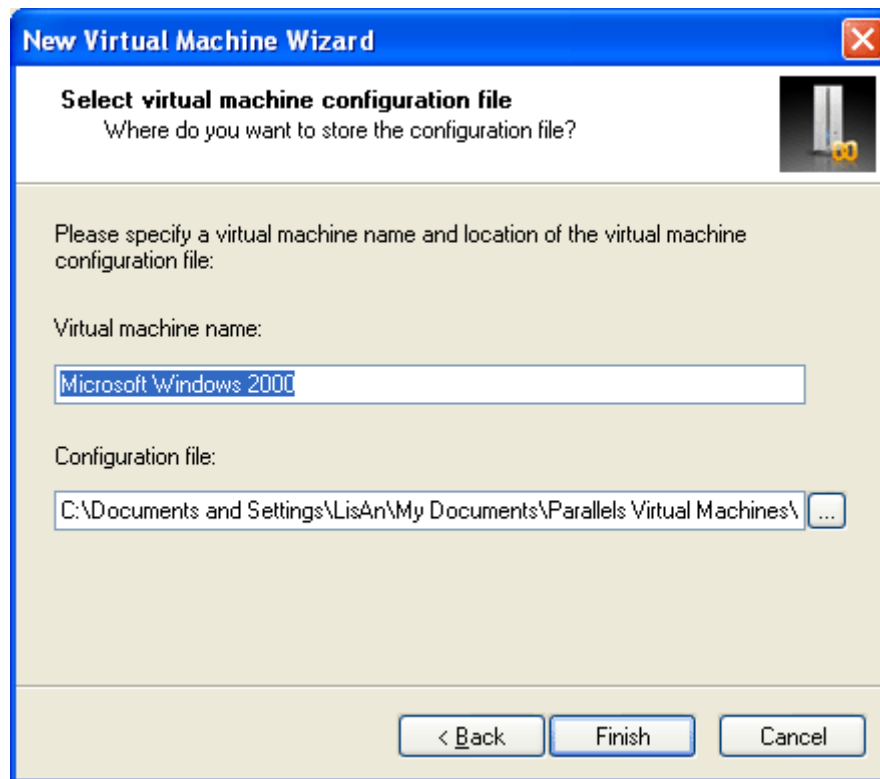 New Virtual Machine Wizard
Select virtual machine configuration file
Where do you want to store the configuration file?
Please specify a virtual machine name and location of the virtual machine
configuration file:
Virtual machine name:
Microsoft Windows 2000
Configuration file:
C:\Documents and Settings\LisAn\My Documents\Parallels Virtual Machines\ ...
< Back Finish Cancel